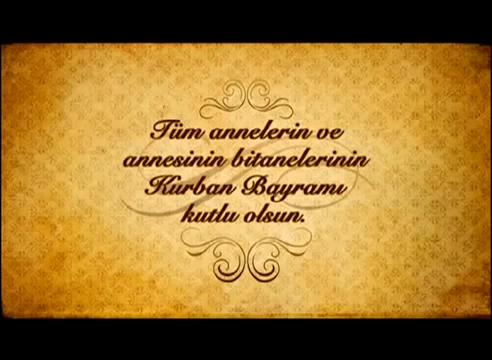 Tüm annelerin ve
annesinin bitanelerinin
Kurban Bayramı
kutlu olsun.